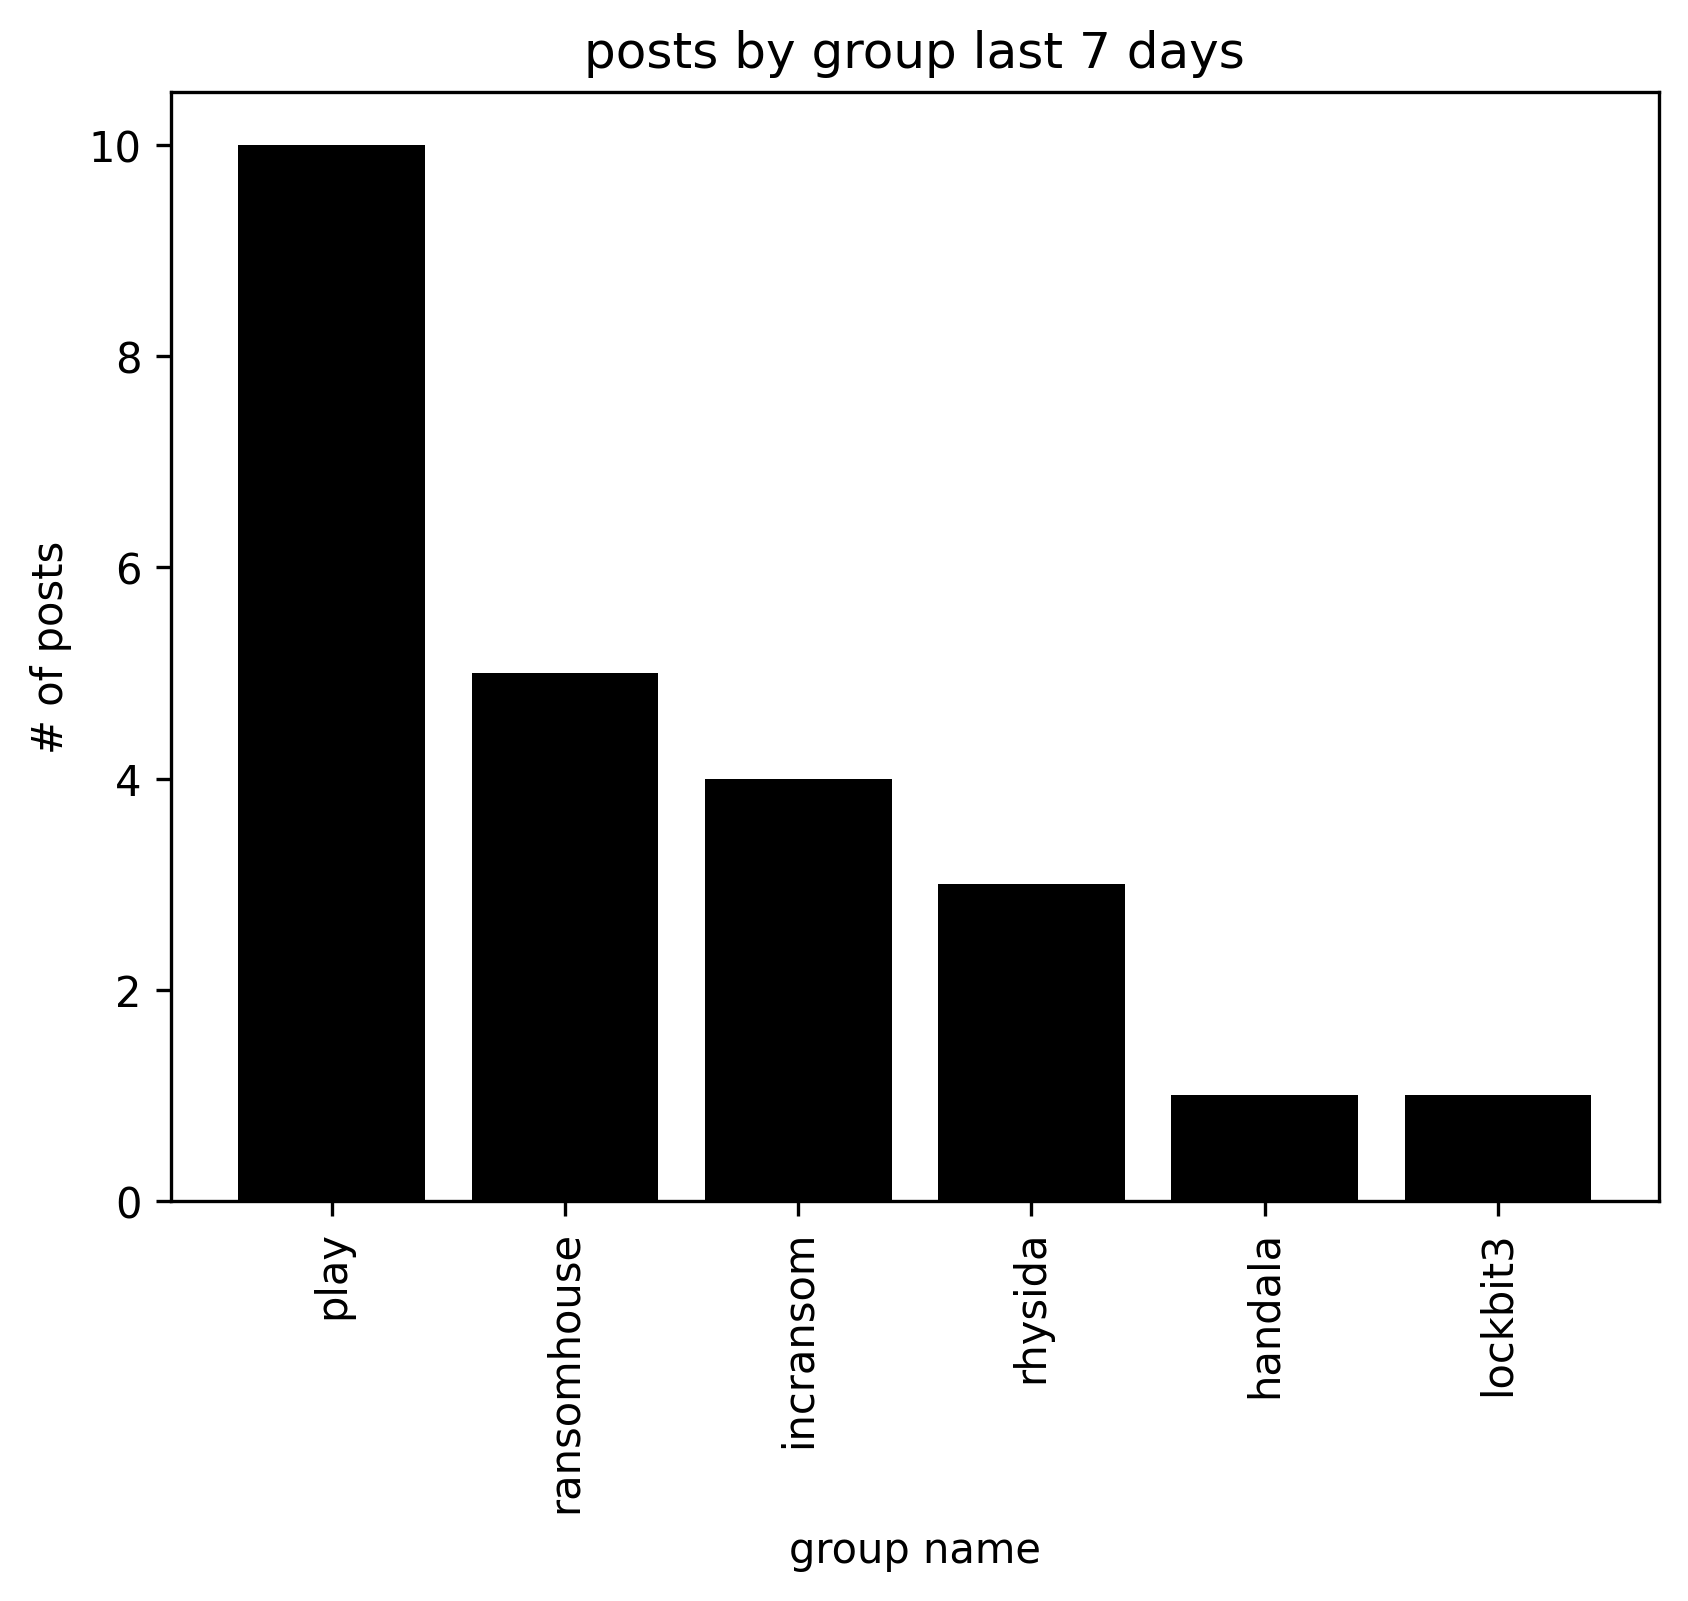 posts by group last 7 days
# of posts
10
8
6
4
2
0
play
ransomhouse
incransom
rhysida
handala
lockbit3
group name